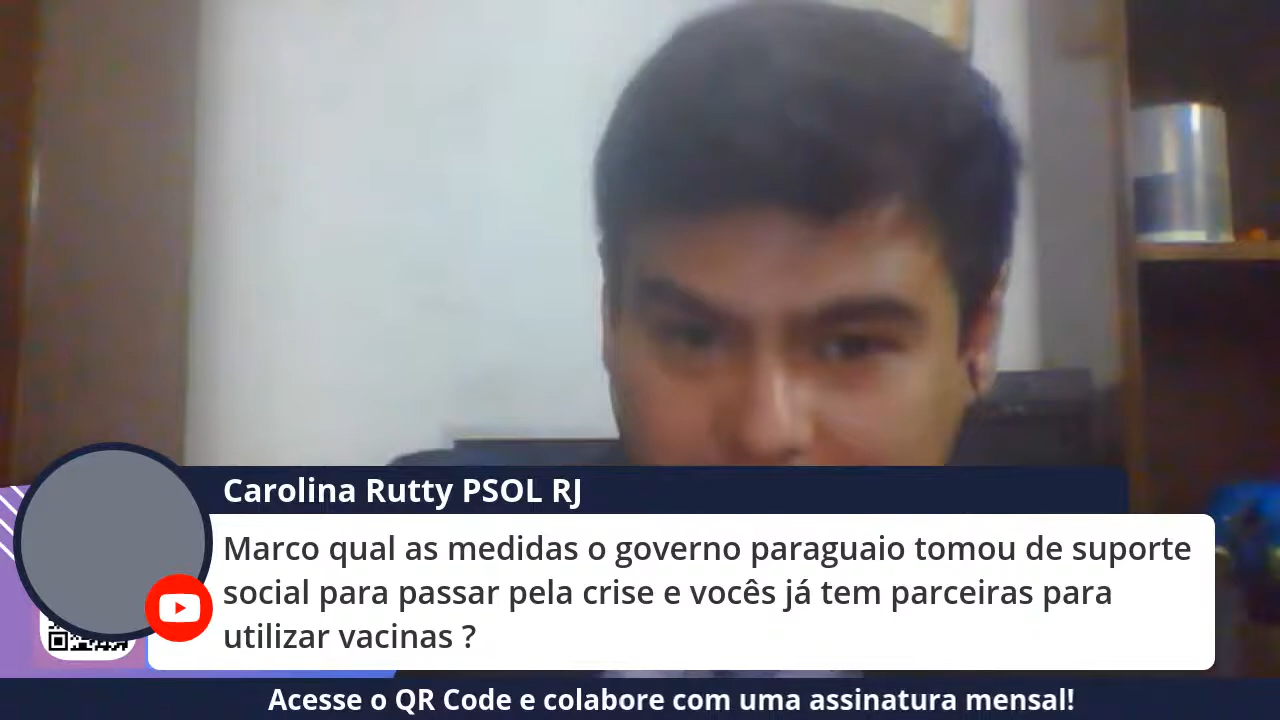 Carolina Rutty PSOL RJ
Marco qual as medidas o governo paraguaio tomou de suporte
social para passar pela crise e vocês já tem parceiras para
utilizar vacinas ?
Acesse o QR Code e colabore com uma assinatura mensal!